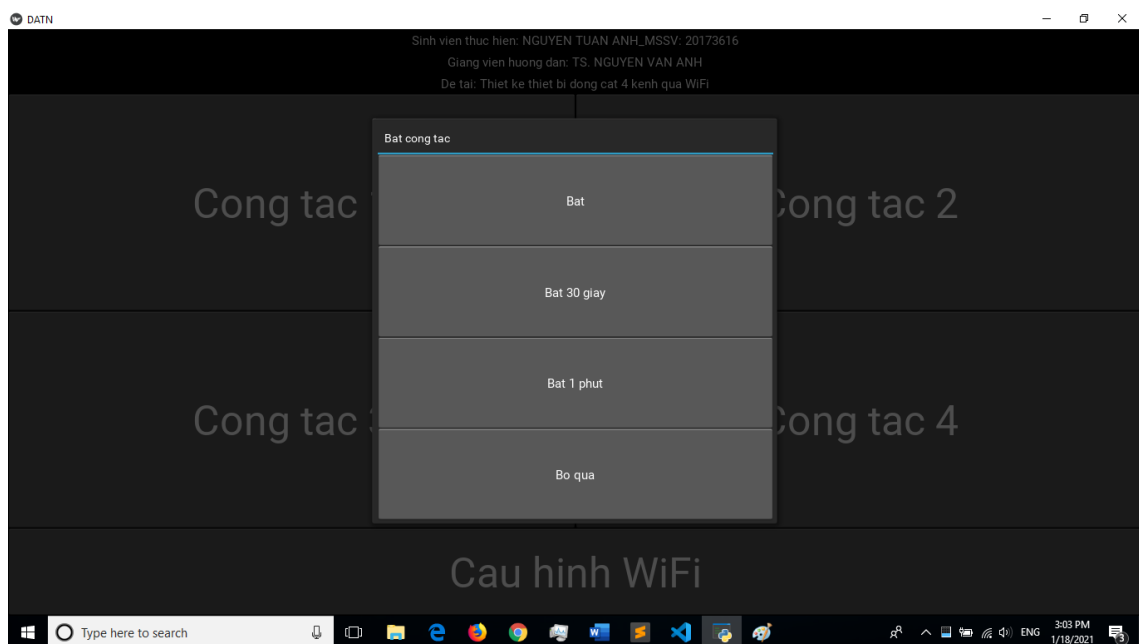 DATN
Sinh vien thuc hien: NGUYEN TUAN ANH_MSSV: 20173616
Giang vien huong dan: TS. NGUYEN VAN ANH
De tai: Thiet ke thiet bi dong cat 4 kenh qua WiFi
Bat cong tac
Cong tac
Bat
Cong tac 2
Bat 30 giay
Bat 1 phut
Cong tac
Cong tac 4
Bo qua
Cau hinh WiFi
Type here to search
ENG
3:03 PM
1/18/2021